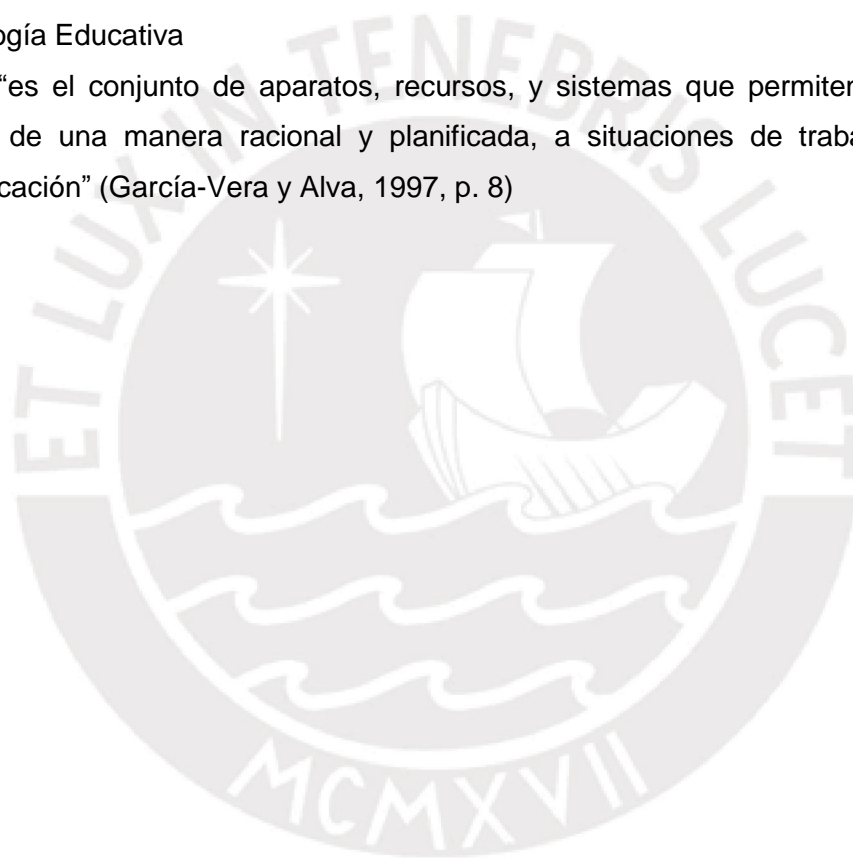 ogía Educativa
“es el conjunto de aparatos, recursos, y sistemas que permiten
de una manera racional y planificada, a situaciones de traba
cación” (García-Vera y Alva, 1997, p. 8)
ET LUX IN TENEBRIS LUCET
MCMXVII